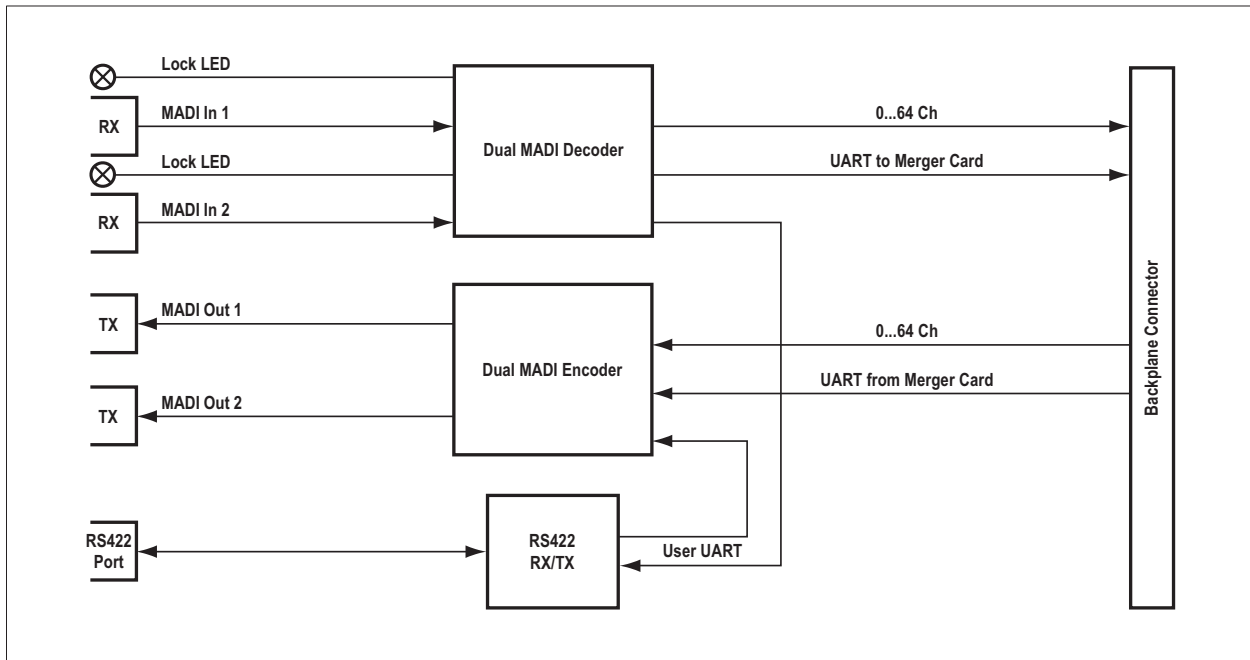 Lock LED
RX
MADI In 1
Lock LED
RX
MADI In 2
Dual MADI Decoder
0...64 Ch
UART to Merger Card
TX
MADI Out 1
TX
MADI Out 2
Dual MADI Encoder
0...64 Ch
UART from Merger Card
Backplane Connector
RS422
Port
RS422
RX/TX
User UART